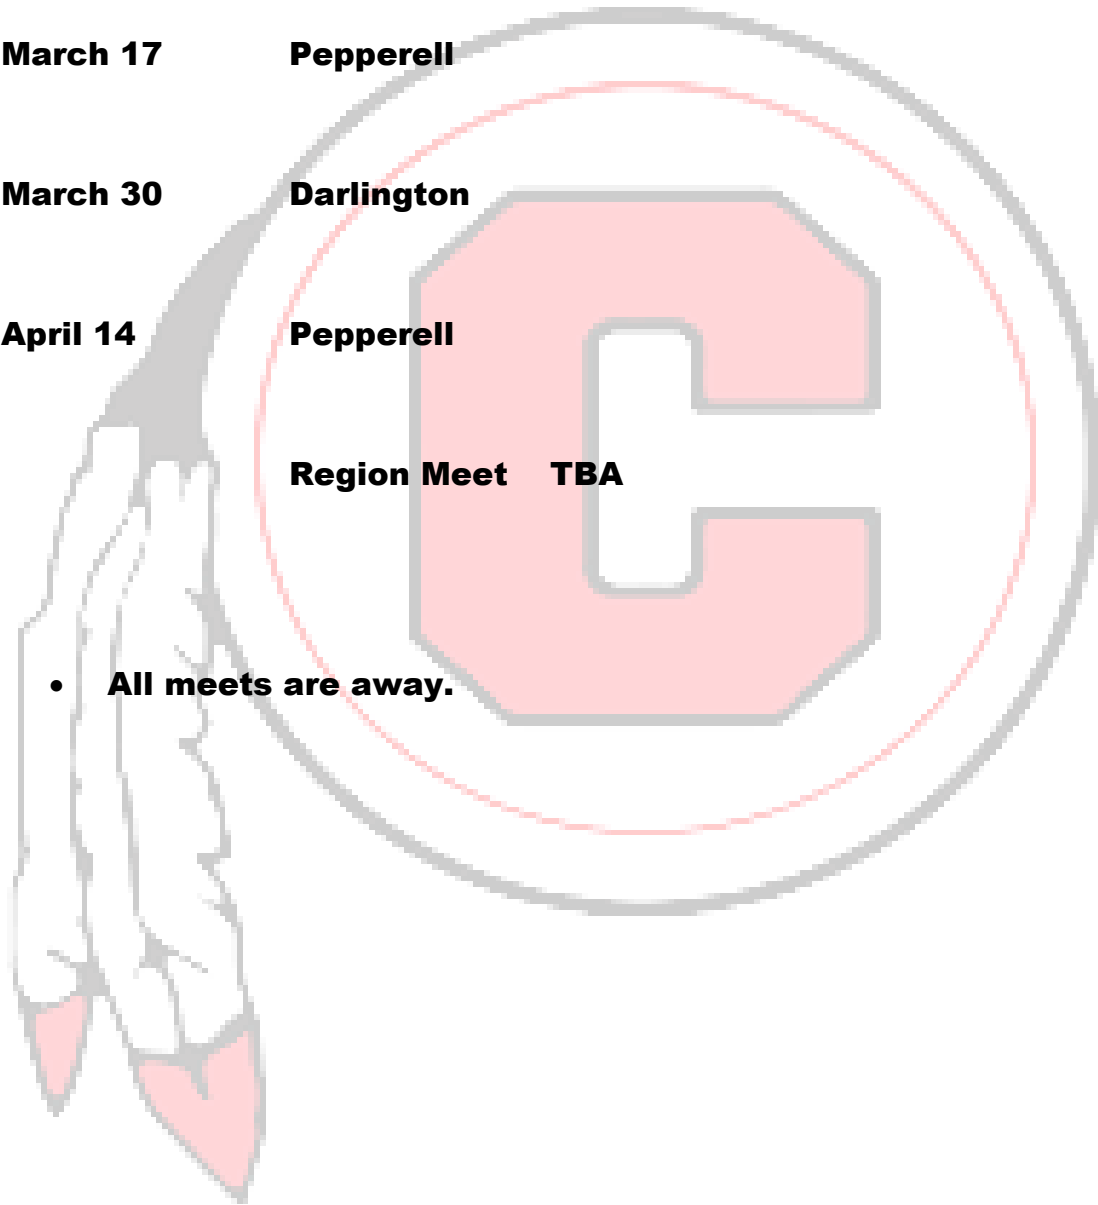 March 17 Pepperell
March 30 Darlington
April 14 Pepperell
Region Meet TBA
• All meets are away.
C